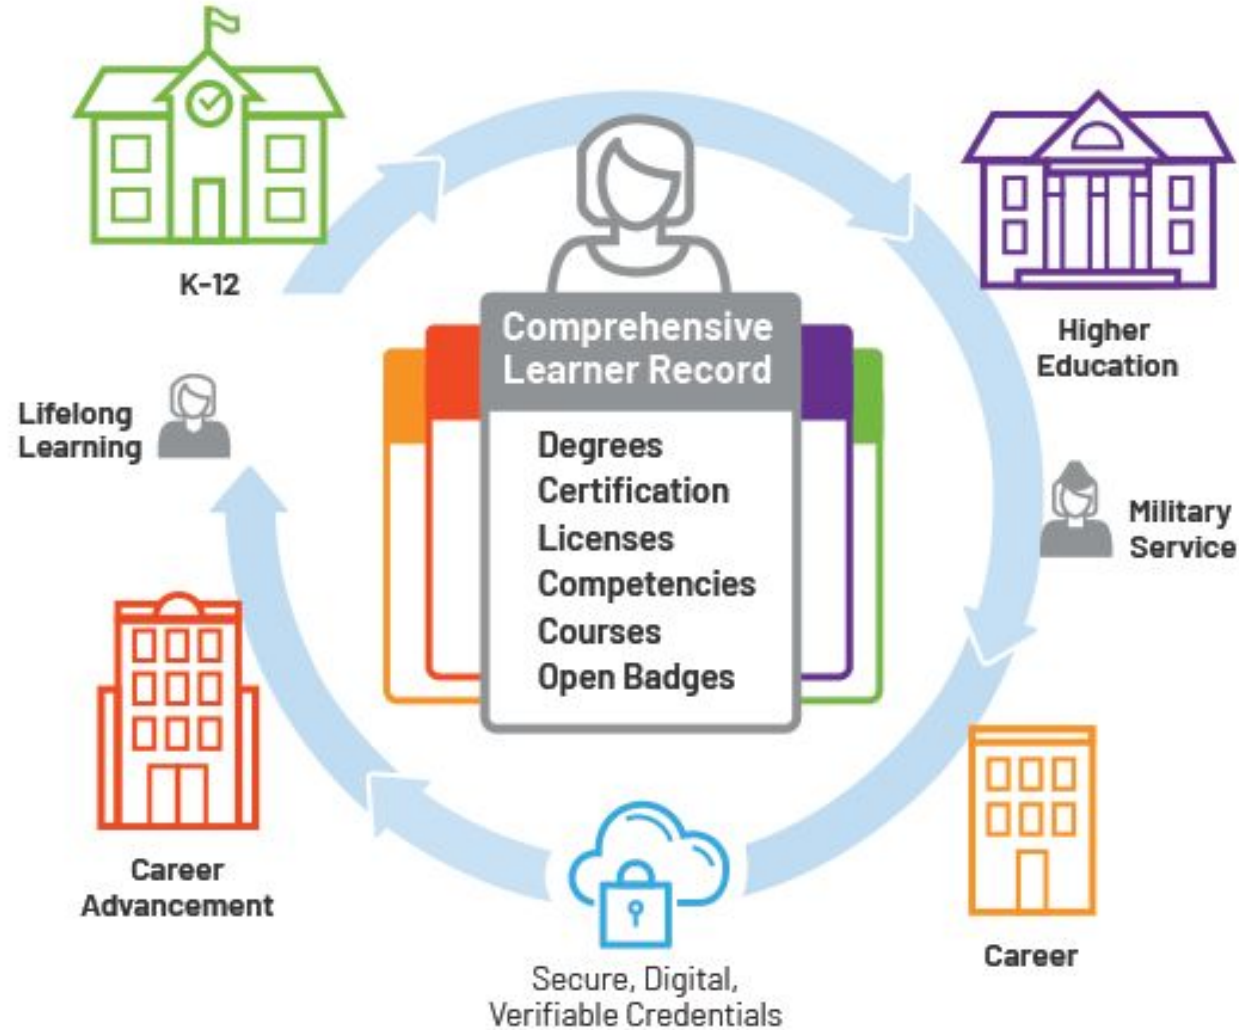 K-12
Comprehensive
Learner Record
Degrees
Certification
Licenses
Competencies
Courses
Open Badges
Higher
Education
Military
Service
Career
Secure, Digital,
Verifiable Credentials
Career
Advancement
Lifelong
Learning